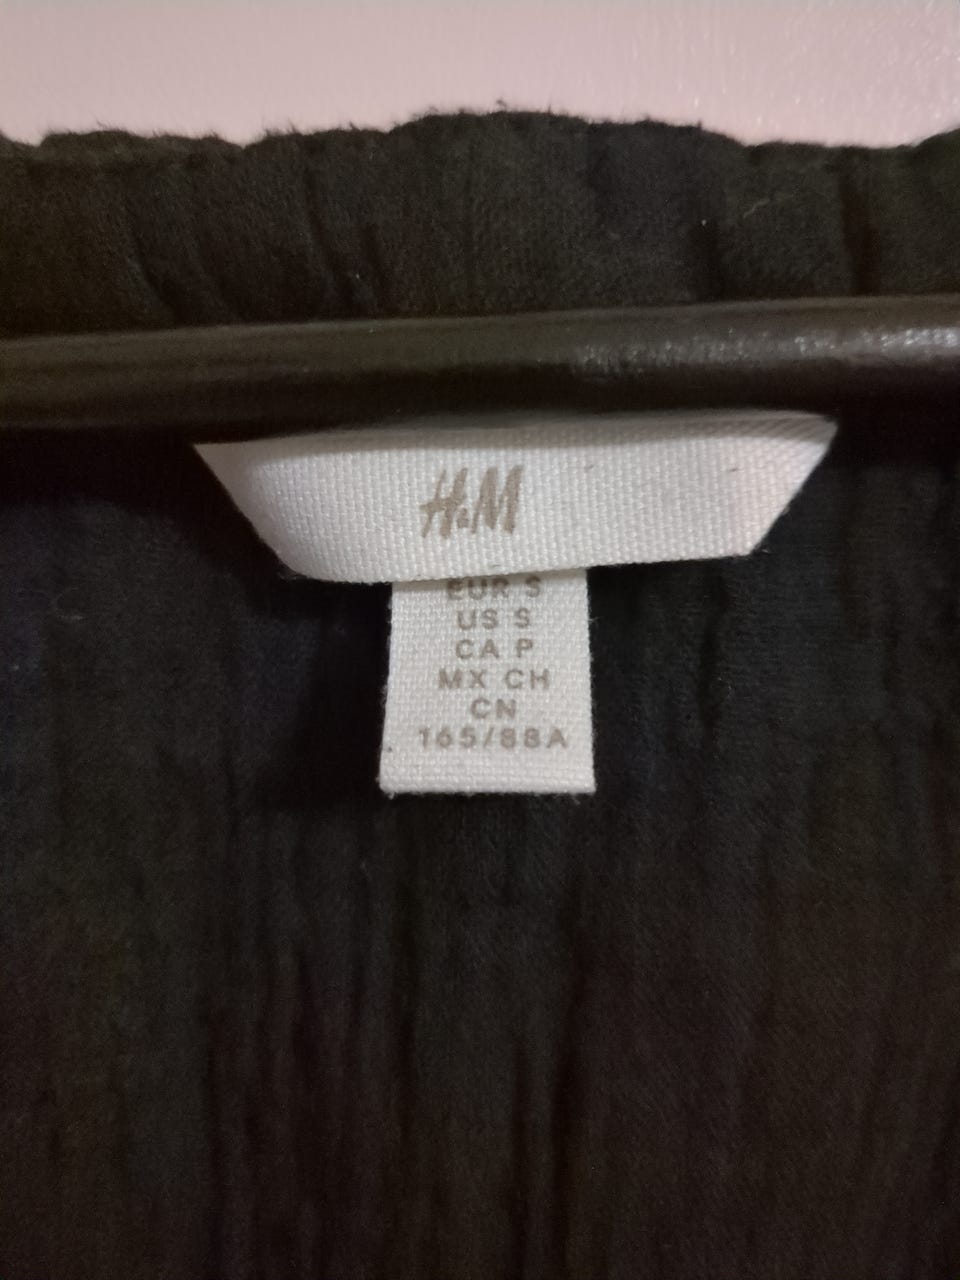 H&M
EUR S
US S
CA P
MX CH
CN
165/88A